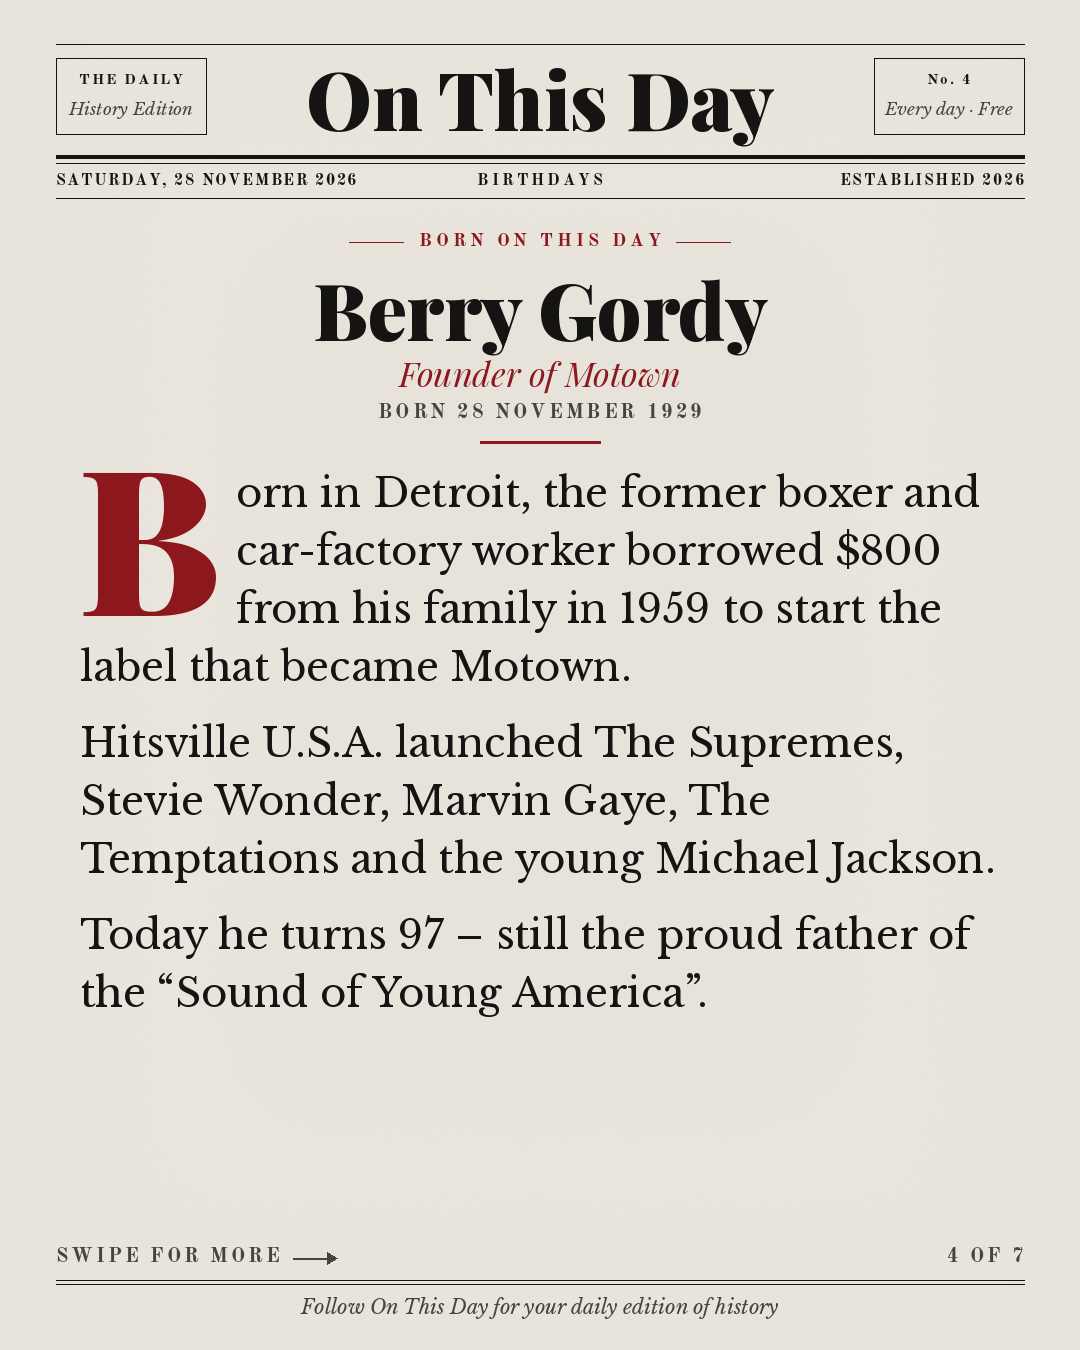 THE DAILY
History Edition
On This Day
No. 4
Every day · Free
SATURDAY, 28 NOVEMBER 2026
BIRTHDAYS
ESTABLISHED 2026
BORN ON THIS DAY
Berry Gordy
Founder of Motown
BORN 28 NOVEMBER 1929
Born in Detroit, the former boxer and
car-factory worker borrowed $800
from his family in 1959 to start the
label that became Motown.
Hitsville U.S.A. launched The Supremes,
Stevie Wonder, Marvin Gaye, The
Temptations and the young Michael Jackson.
Today he turns 97 – still the proud father of
the “Sound of Young America”.
SWIPE FOR MORE
4 OF 7
Follow On This Day for your daily edition of history